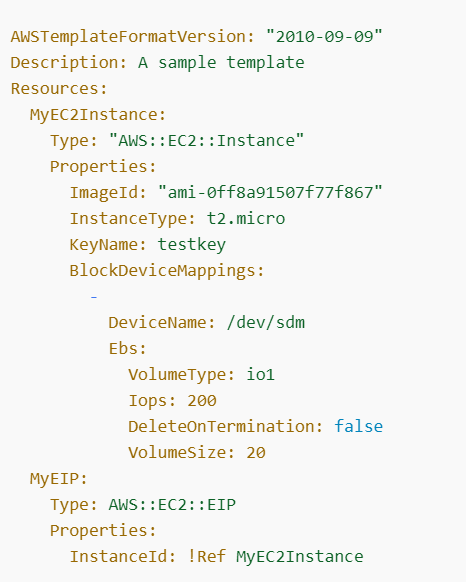 AWSTemplateFormatVersion: "2010-09-09"
Description: A sample template
Resources:
  MyEC2Instance:
    Type: "AWS::EC2::Instance"
    Properties:
      ImageId: "ami-0ff8a91507f77f867"
      InstanceType: t2.micro
      KeyName: testkey
      BlockDeviceMappings:
        -
          DeviceName: /dev/sdm
          Ebs:
            VolumeType: io1
            Iops: 200
            DeleteOnTermination: false
            VolumeSize: 20
  MyEIP:
    Type: AWS::EC2::EIP
    Properties:
      InstanceId: !Ref MyEC2Instance